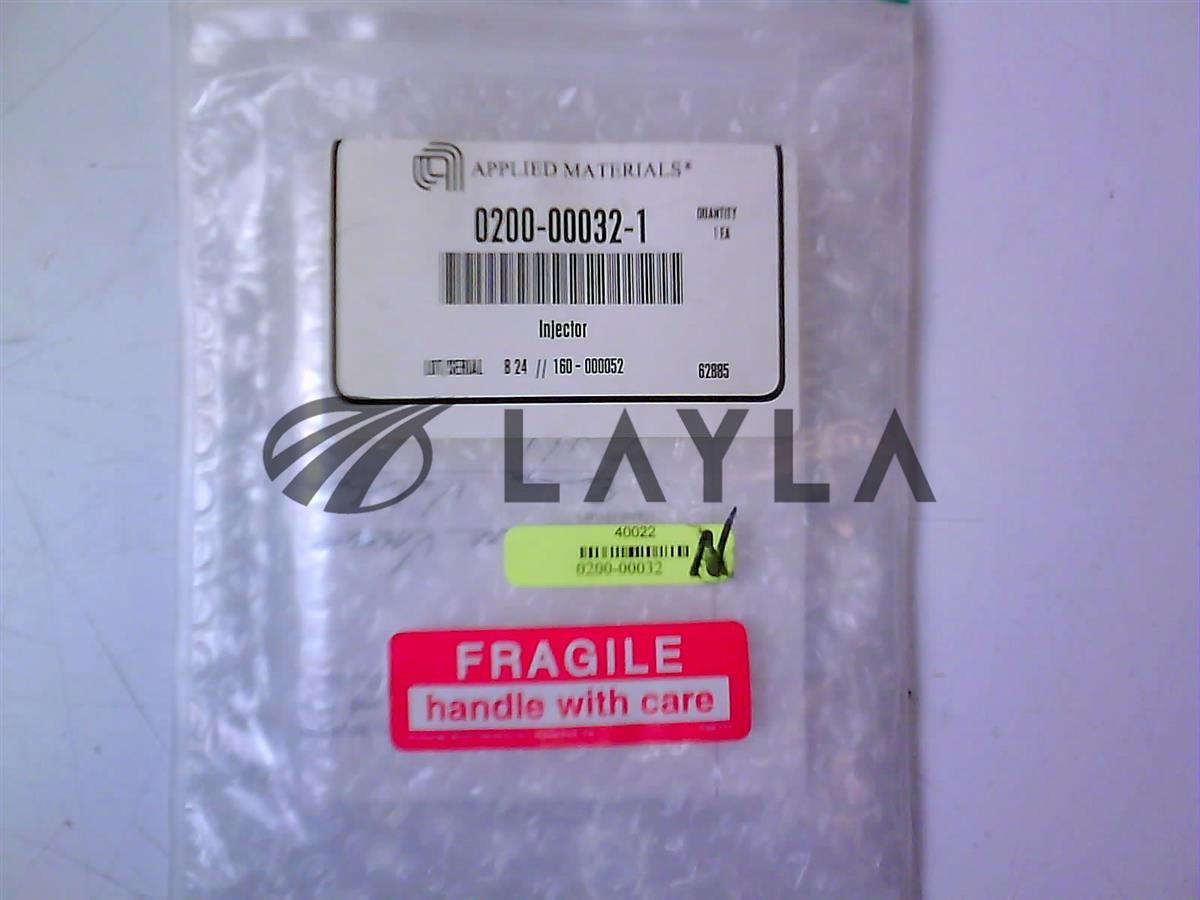 APPLIED MATERIALS®
0200-00032-1
QUANTITY
1 EA
Injector
LOT/SERIAL 8 24 // 160-000052 62885
LAYLA
40022
0200-00032
N
FRAGILE
handle with care